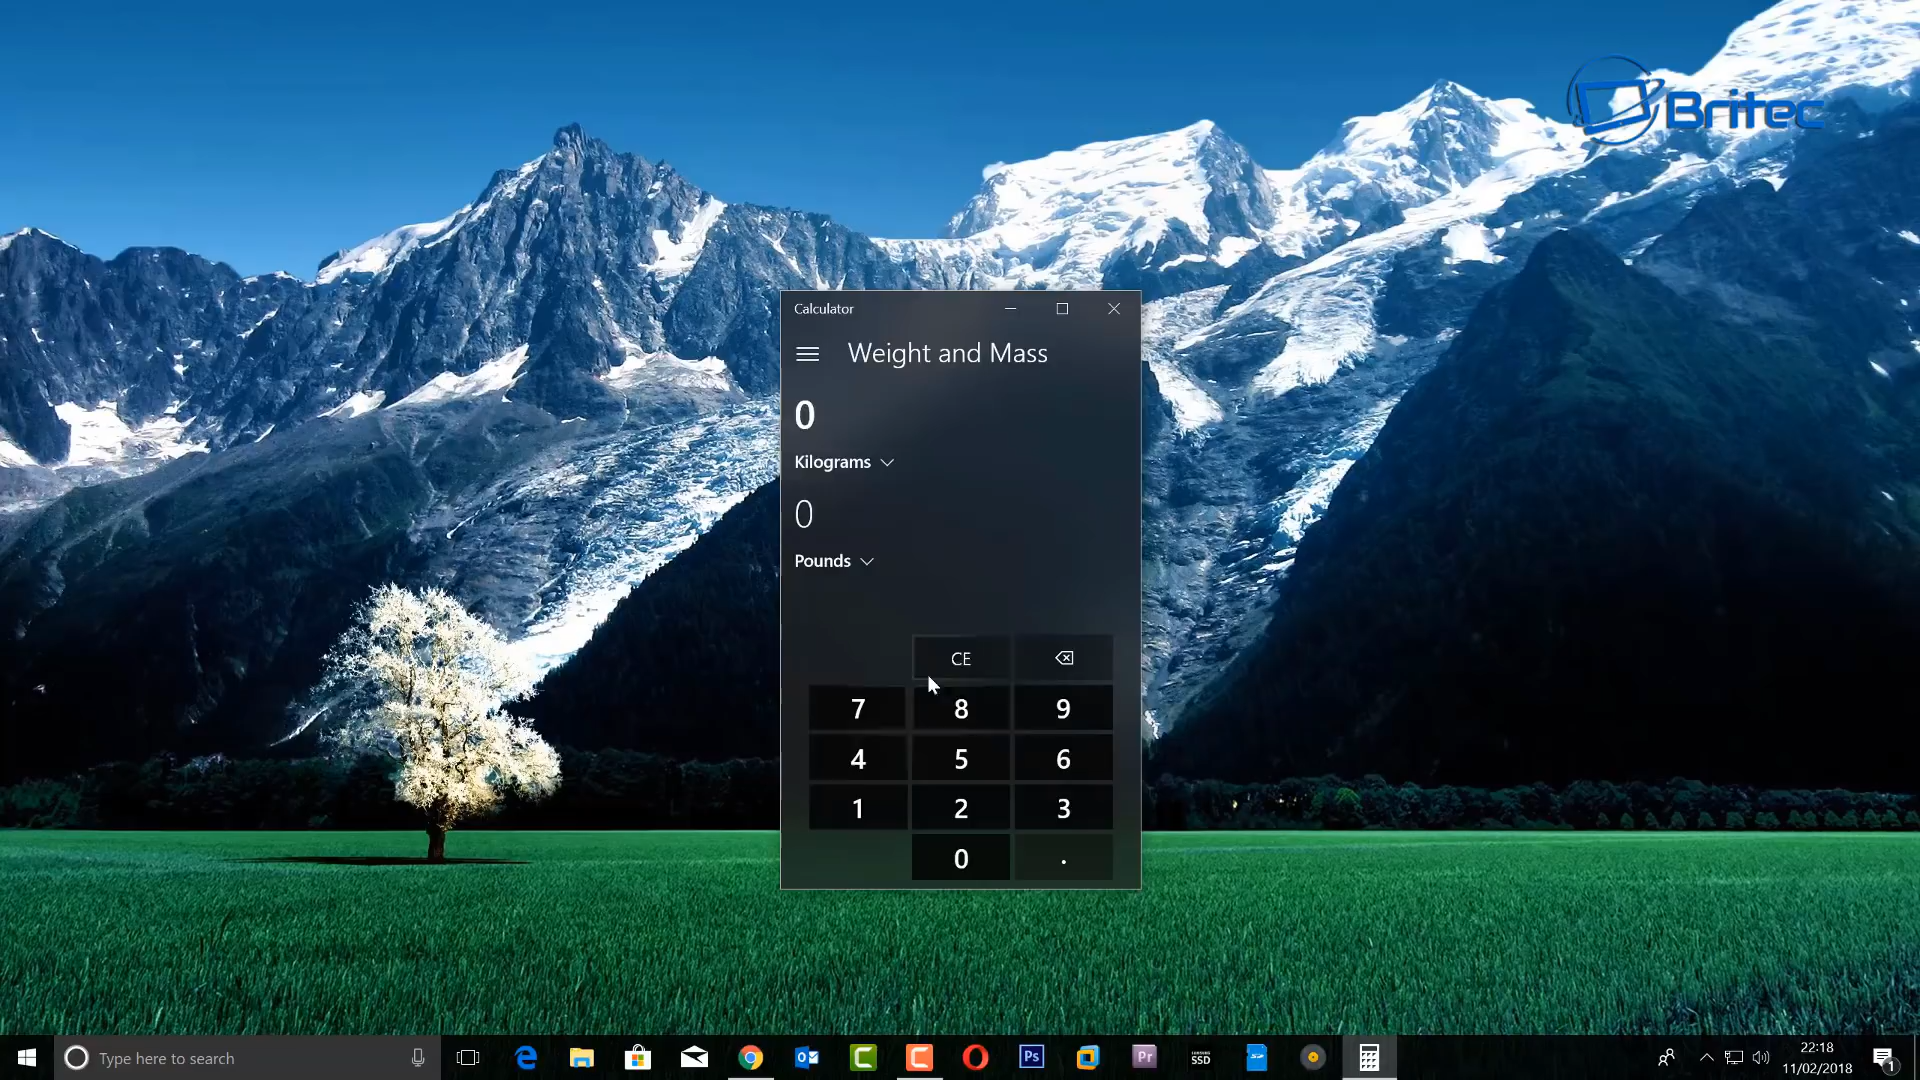 Britec
Calculator
Weight and Mass
0
Kilograms
0
Pounds
CE
7 8 9
4 5 6
1 2 3
0 .
Type here to search
Ps
Pr
SSD
22:18
11/02/2018
1